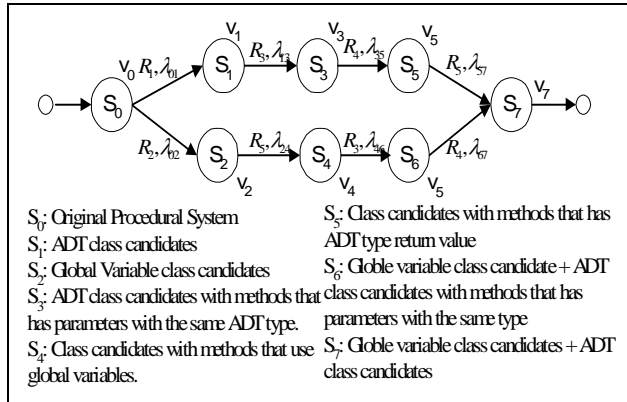 v1 v3 v5
v0 R1, λ01 S1 R3, λ13 S3 R4, λ35 S5 R5, λ57
S0 S7 v7
R2, λ02 S2 R5, λ24 S4 R3, λ46 S6 R4, λ67
v2 v4 v5
S0: Original Procedural System
S1: ADT class candidates
S2: Global Variable class candidates
S3: ADT class candidates with methods that
has parameters with the same ADT type.
S4: Class candidates with methods that use
global variables.
S5: Class candidates with methods that has
ADT type return value
S6: Globle variable class candidate + ADT
class candidates with methods that has
parameters with the same type
S7: Globle variable class candidates + ADT
class candidates